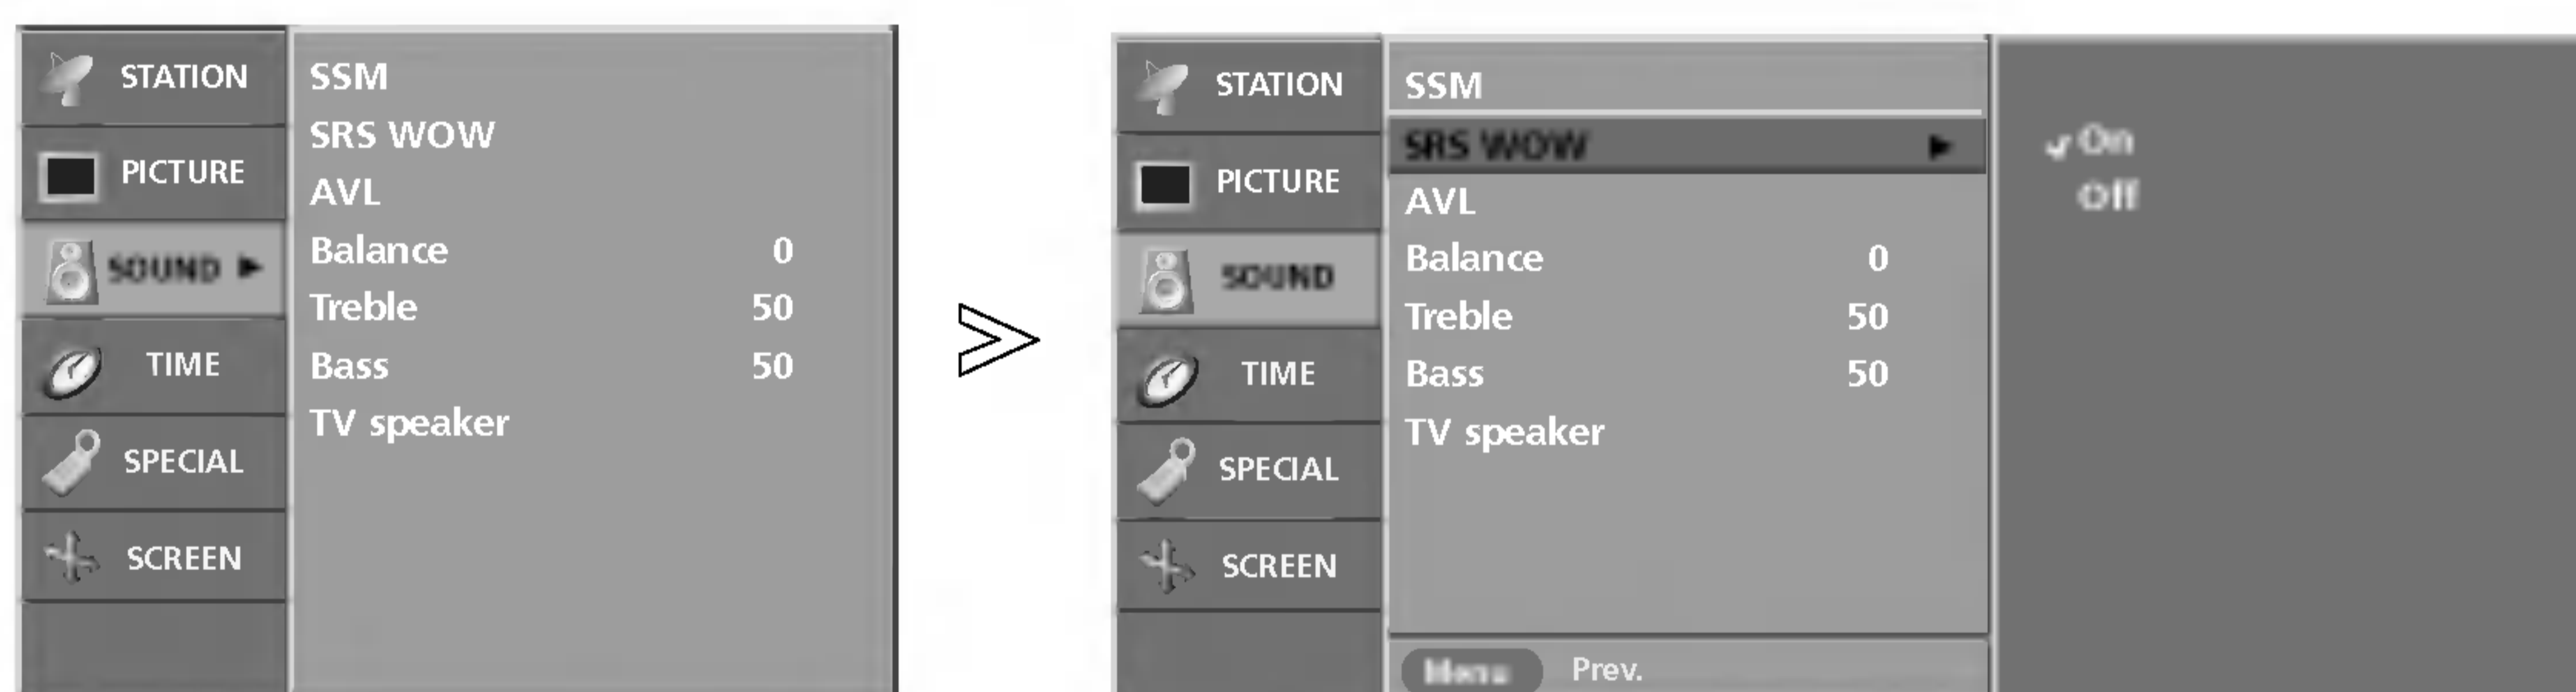 STATION
PICTURE
SOUND ▶
TIME
SPECIAL
SCREEN
SSM
SRS WOW
AVL
Balance 0
Treble 50
Bass 50
TV speaker
STATION
PICTURE
SOUND
TIME
SPECIAL
SCREEN
SSM
SRS WOW ▶
AVL
Balance 0
Treble 50
Bass 50
TV speaker
Menu Prev.
✓ On
Off